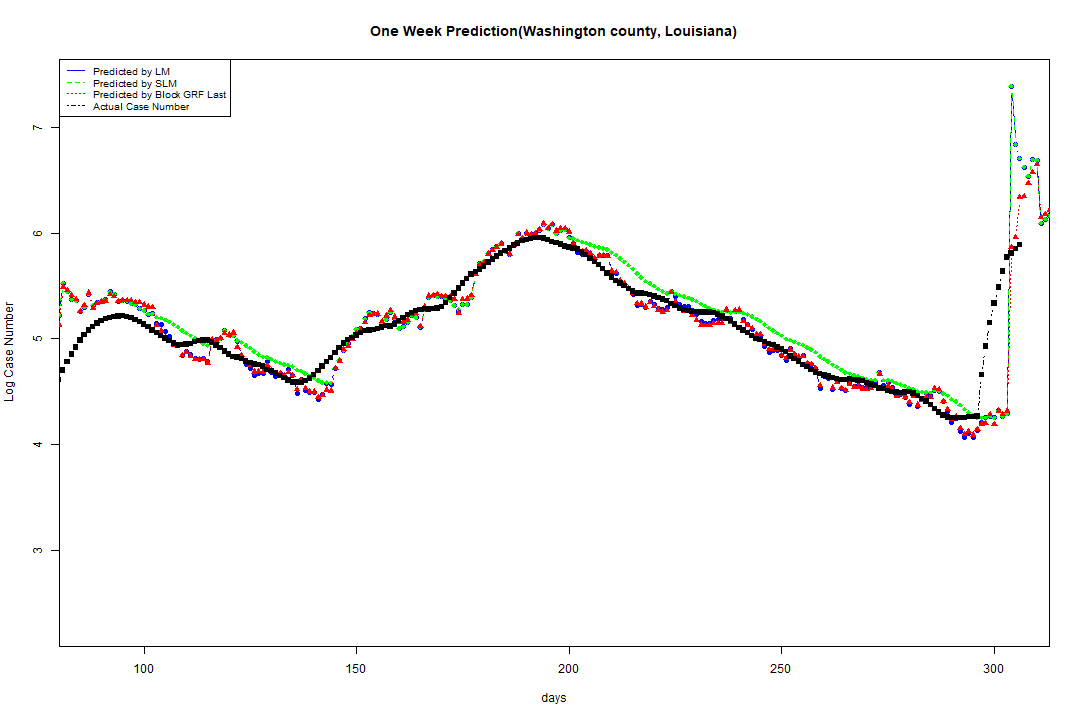 One Week Prediction(Washington county, Louisiana)
Predicted by LM
Predicted by SLM
Predicted by Block GRF Last
Actual Case Number
7
6
5
4
3
Log Case Number
100 150 200 250 300
days